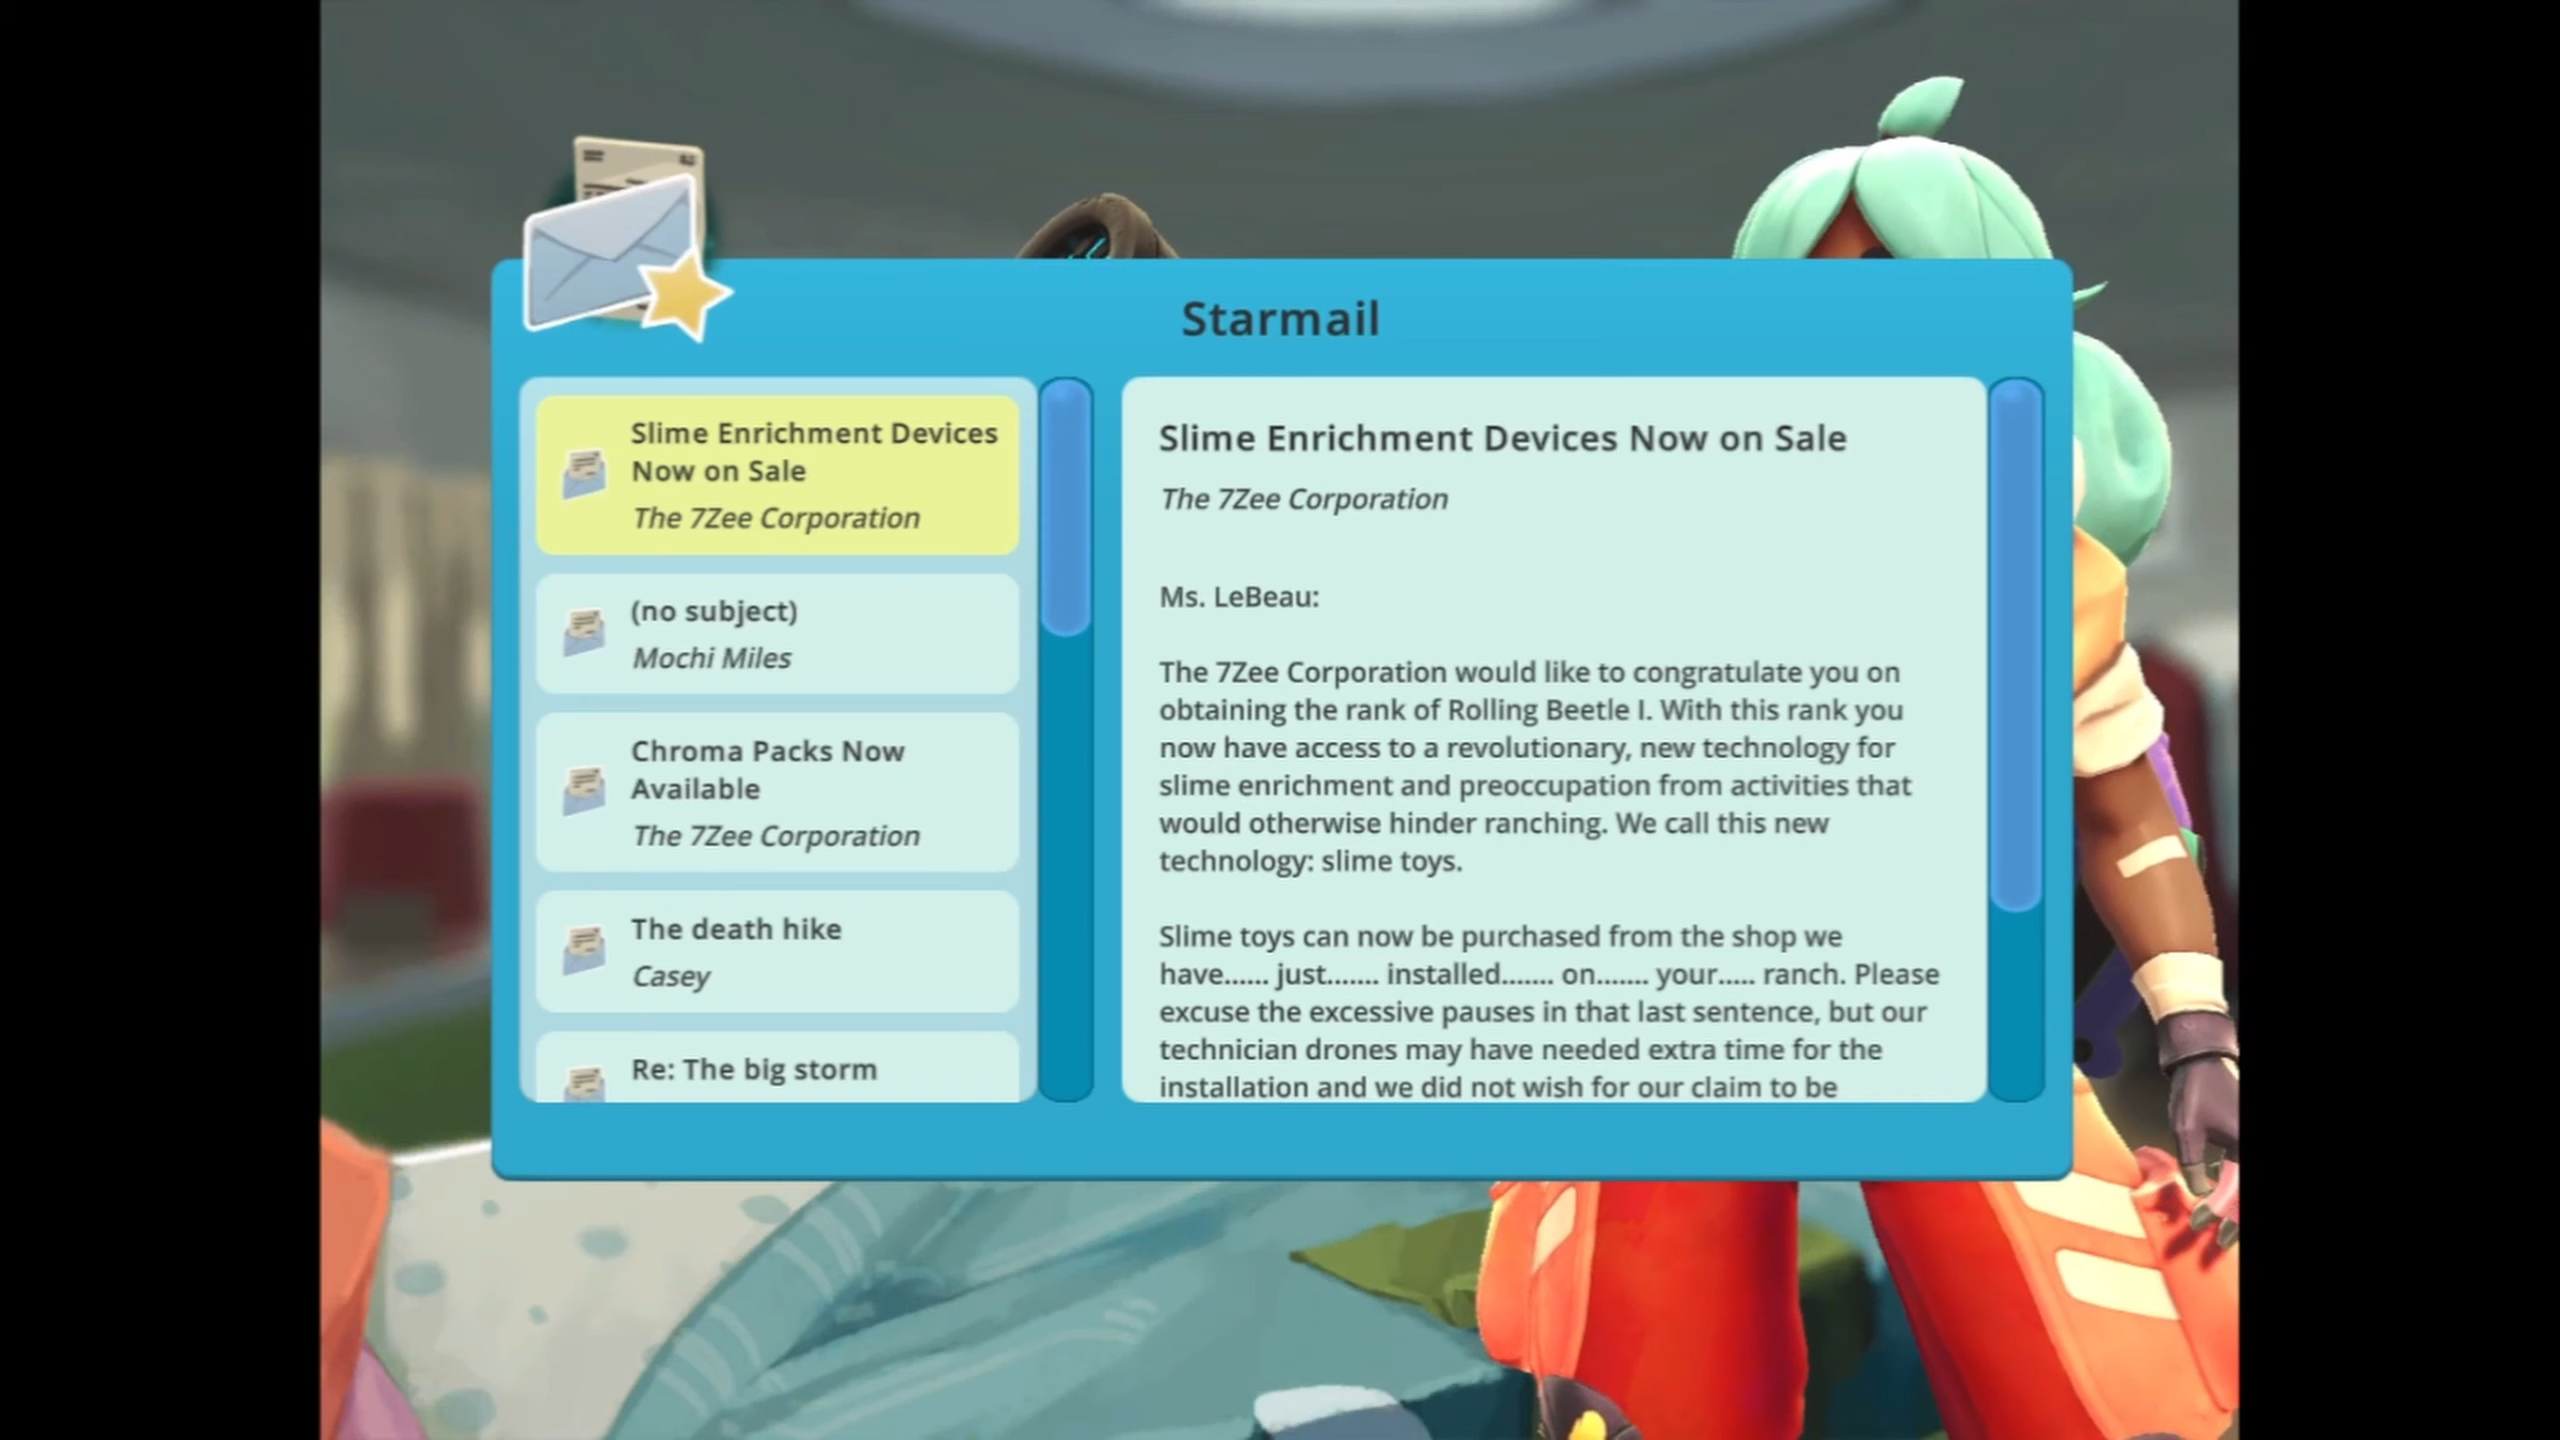 Starmail
Slime Enrichment Devices
Now on Sale
The 7Zee Corporation
(no subject)
Mochi Miles
Chroma Packs Now
Available
The 7Zee Corporation
The death hike
Casey
Re: The big storm
Slime Enrichment Devices Now on Sale
The 7Zee Corporation
Ms. LeBeau:
The 7Zee Corporation would like to congratulate you on
obtaining the rank of Rolling Beetle I. With this rank you
now have access to a revolutionary, new technology for
slime enrichment and preoccupation from activities that
would otherwise hinder ranching. We call this new
technology: slime toys.
Slime toys can now be purchased from the shop we
have...... just....... installed....... on....... your..... ranch. Please
excuse the excessive pauses in that last sentence, but our
technician drones may have needed extra time for the
installation and we did not wish for our claim to be